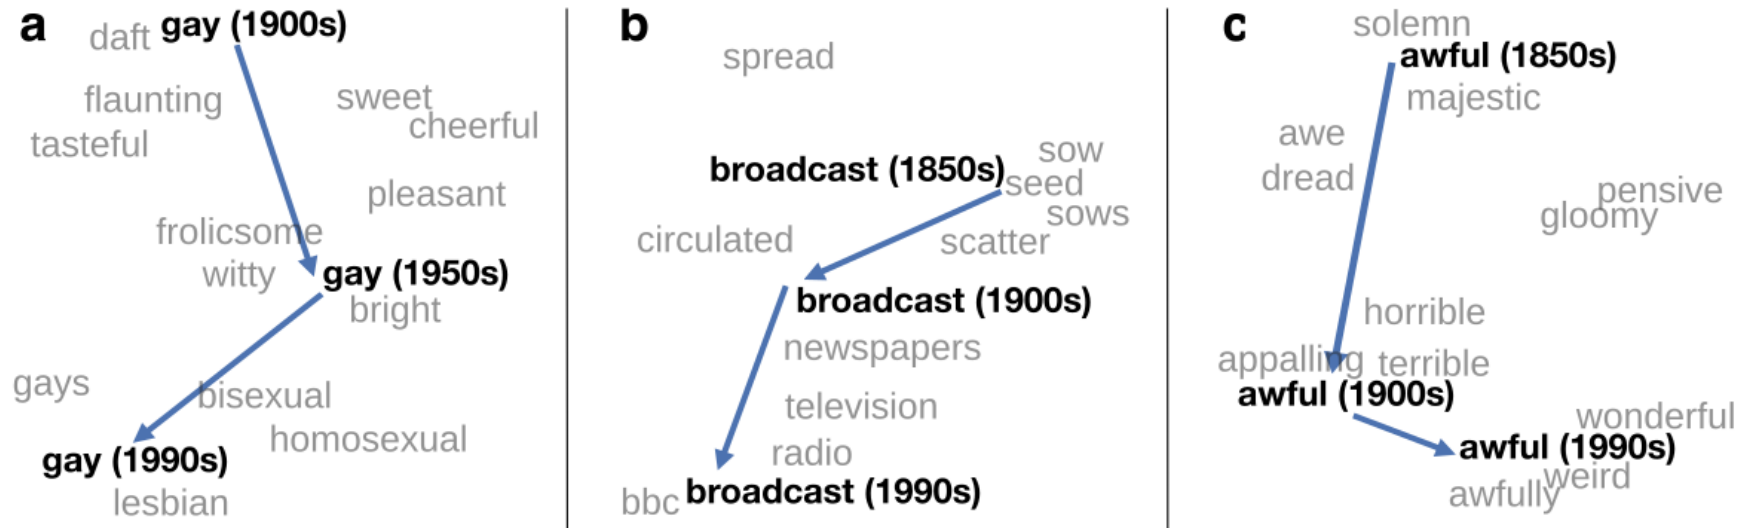 a
daft
gay (1900s)
flaunting
sweet
cheerful
tasteful
pleasant
frolicsome
witty
gay (1950s)
bright
gays
bisexual
homosexual
gay (1990s)
lesbian
b
spread
broadcast (1850s)
sow
seed
sows
circulated
scatter
broadcast (1900s)
newspapers
television
radio
bbc
broadcast (1990s)
c
solemn
awful (1850s)
majestic
awe
dread
pensive
gloomy
horrible
appalling
terrible
awful (1900s)
wonderful
awful (1990s)
weird
awfully